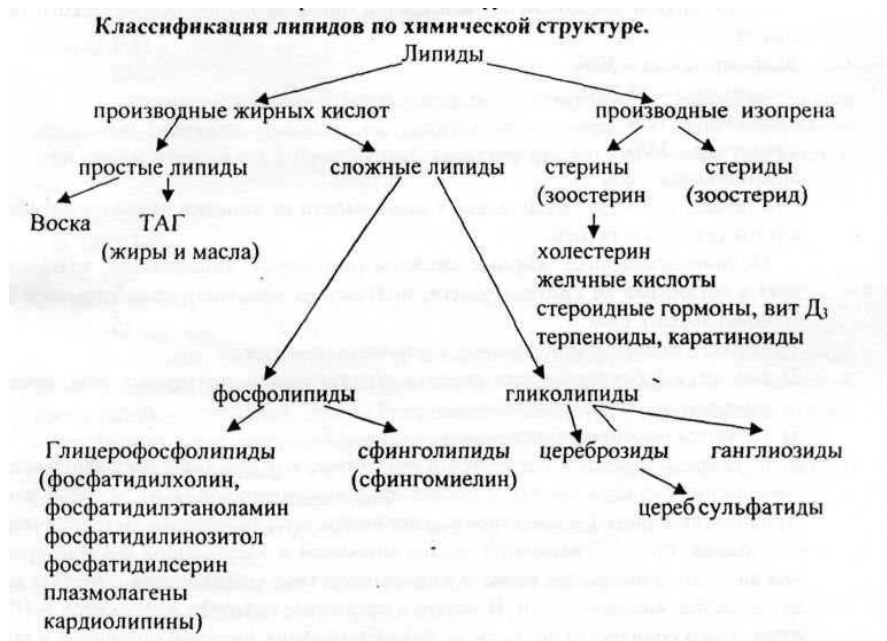 Классификация липидов по химической структуре.
Липиды
производные жирных кислот производные изопрена
простые липиды сложные липиды стерины стериды
(зоостерин) (зоостерид)
Воска ТАГ
(жиры и масла)
холестерин
желчные кислоты
стероидные гормоны, вит Д3
терпеноиды, каратиноиды
фосфолипиды гликолипиды
Глицерофосфолипиды сфинголипиды цереброзиды ганглиозиды
(фосфатидилхолин, (сфингомиелин)
фосфатидилэтаноламин цереб сульфатиды
фосфатидилинозитол
фосфатидилсерин
плазмолагены
кардиолипины)